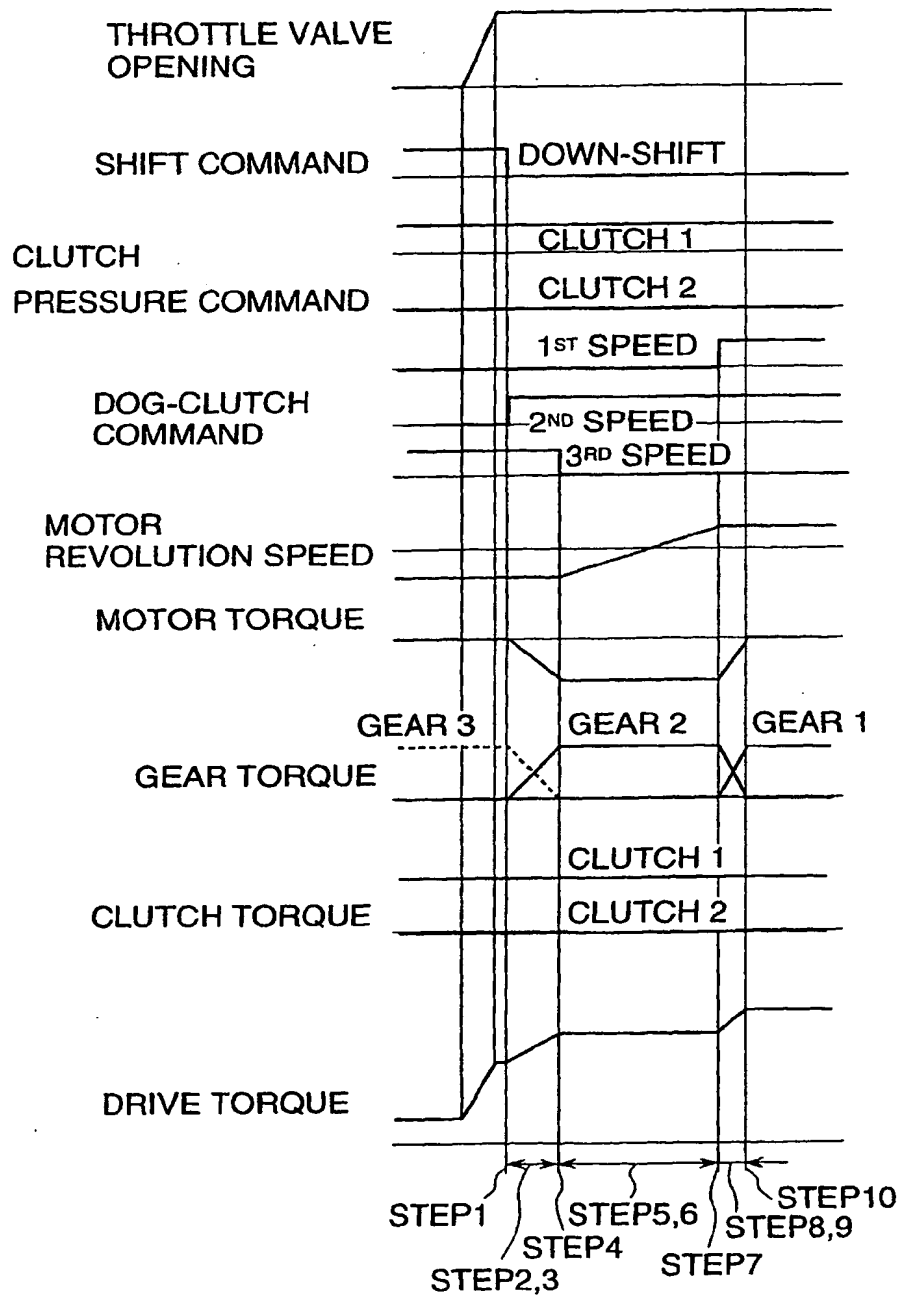 THROTTLE VALVE
OPENING
SHIFT COMMAND
DOWN-SHIFT
CLUTCH
PRESSURE COMMAND
CLUTCH 1
CLUTCH 2
DOG-CLUTCH
COMMAND
1ST SPEED
2ND SPEED
3RD SPEED
MOTOR
REVOLUTION SPEED
MOTOR TORQUE
GEAR 3
GEAR 2
GEAR 1
GEAR TORQUE
CLUTCH 1
CLUTCH TORQUE
CLUTCH 2
DRIVE TORQUE
STEP1
STEP2,3
STEP4
STEP5,6
STEP7
STEP8,9
STEP10